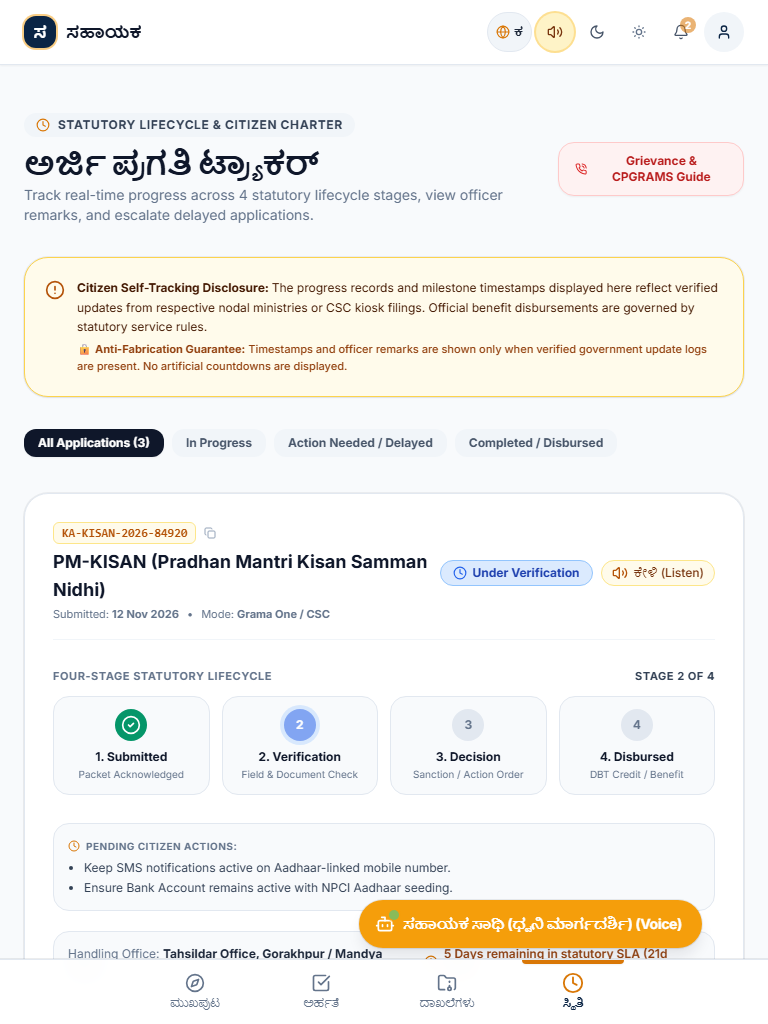 ಸ ಸಹಾಯಕ
ಕ
2
STATUTORY LIFECYCLE & CITIZEN CHARTER
ಅರ್ಜಿ ಪ್ರಗತಿ ಟ್ರ್ಯಾಕರ್
Track real-time progress across 4 statutory lifecycle stages, view officer
remarks, and escalate delayed applications.
Grievance &
CPGRAMS Guide
Citizen Self-Tracking Disclosure: The progress records and milestone timestamps displayed here reflect verified
updates from respective nodal ministries or CSC kiosk filings. Official benefit disbursements are governed by
statutory service rules.
🔒 Anti-Fabrication Guarantee: Timestamps and officer remarks are shown only when verified government update logs
are present. No artificial countdowns are displayed.
All Applications (3) In Progress Action Needed / Delayed Completed / Disbursed
KA-KISAN-2026-84920
PM-KISAN (Pradhan Mantri Kisan Samman
Nidhi)
Under Verification ಕೇಳಿ (Listen)
Submitted: 12 Nov 2026 • Mode: Grama One / CSC
FOUR-STAGE STATUTORY LIFECYCLE STAGE 2 OF 4
2 3 4
1. Submitted 2. Verification 3. Decision 4. Disbursed
Packet Acknowledged Field & Document Check Sanction / Action Order DBT Credit / Benefit
PENDING CITIZEN ACTIONS:
• Keep SMS notifications active on Aadhaar-linked mobile number.
• Ensure Bank Account remains active with NPCI Aadhaar seeding.
ಸಹಾಯಕ ಸಾಥಿ (ಧ್ವನಿ ಮಾರ್ಗದರ್ಶಿ) (Voice)
Handling Office: Tahsildar Office, Gorakhpur / Mandya 5 Days remaining in statutory SLA (21d
ಮುಖಪುಟ ಅರ್ಹತೆ ದಾಖಲೆಗಳು ಸ್ಥಿತಿ